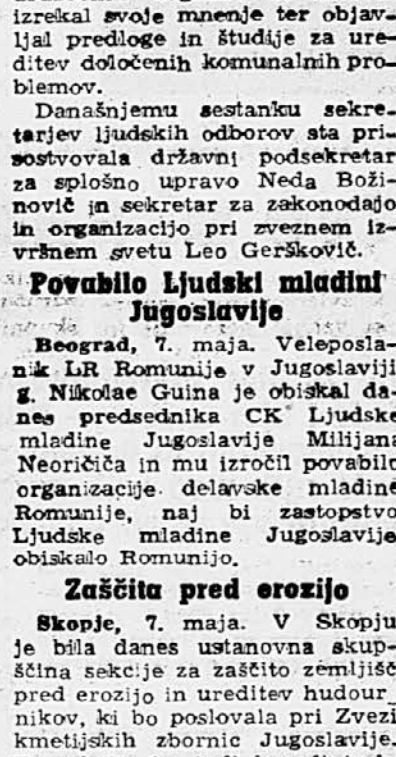 izrekal svoje mnenje ter objav-
ljal predloge in študije za ure-
ditev določenih komunalnih pro-
blemov.
Današnjemu sestanku sekre-
tarjev ljudskih odborov sta pri-
sostvovala državni podsekretar
za splošno upravo Neda Boži-
novič in sekretar za zakonodajo
in organizacijo pri zveznem iz-
vršnem svetu Leo Geršković.
Povabilo Ljudski mladini
Jugoslavije
Beograd, 7. maja. Veleposla-
nik LR Romunije v Jugoslaviji
g. Nikolae Guina je obiskal da-
nes predsednika CK Ljudske
mladine Jugoslavije Milijana
Neoričiča in mu izročil povabilo
organizacije delavske mladine
Romunije, naj bi zastopstvo
Ljudske mladine Jugoslavije
obiskalo Romunijo.
Zaščita pred erozijo
Skopje, 7. maja. V Skopju
je bila danes ustanovna skup-
ščina sekcije za zaščito zemljišč
pred erozijo in ureditev hudour_
nikov, ki bo poslovala pri Zvezi
kmetijskih zbornic Jugoslavije.